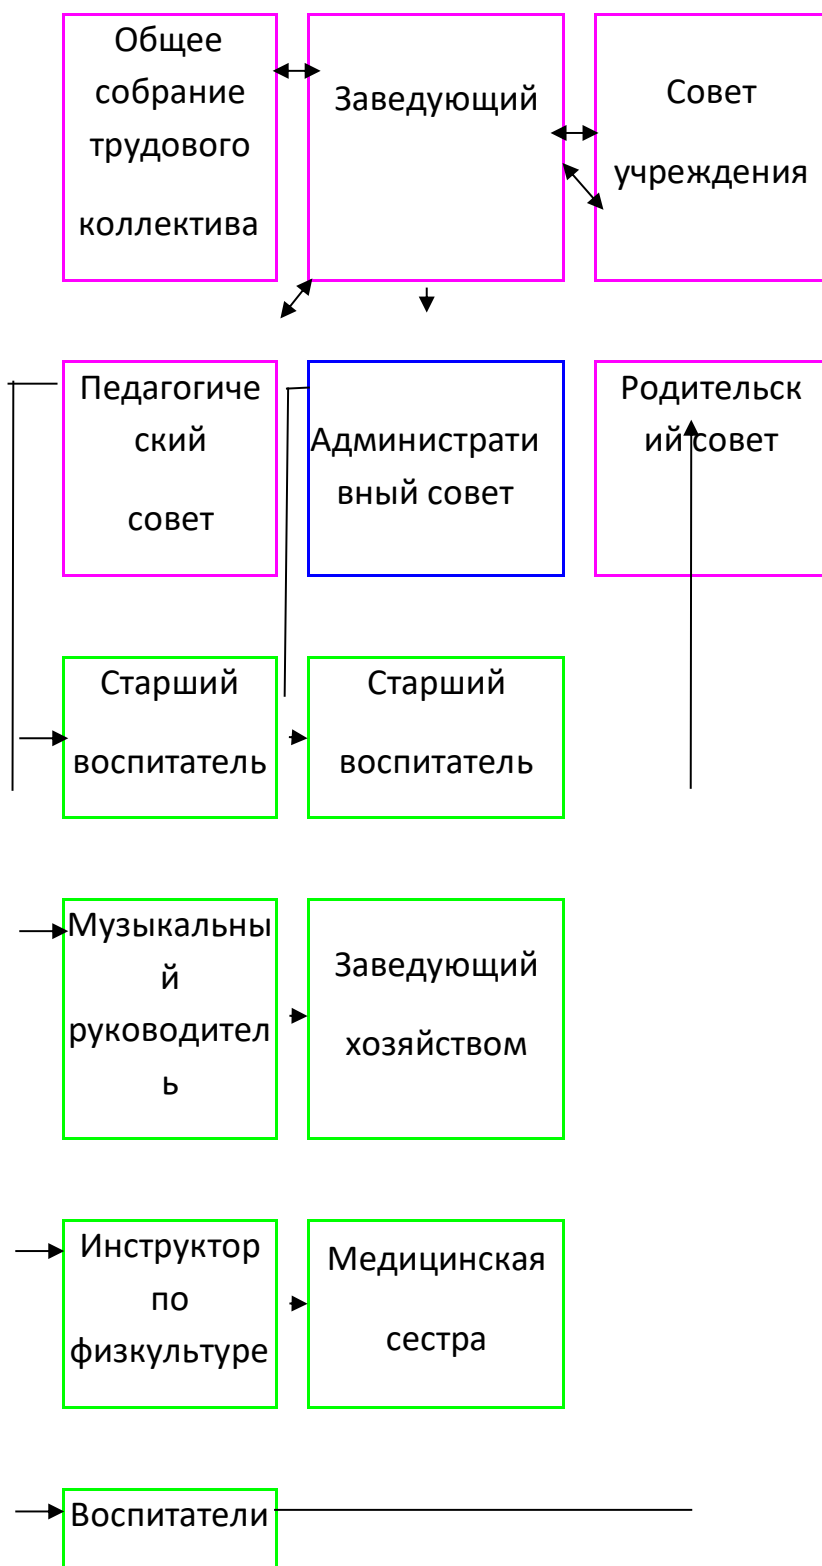 Общее
собрание
трудового
коллектива
Заведующий
Совет
учреждения
Педагогиче
ский
совет
Административ
вный совет
Родительск
ий совет
Старший
воспитатель
Старший
воспитатель
Музыкальны
й
руководител
ь
Заведующий
хозяйством
Инструктор
по
физкультуре
Медицинская
сестра
Воспитатели